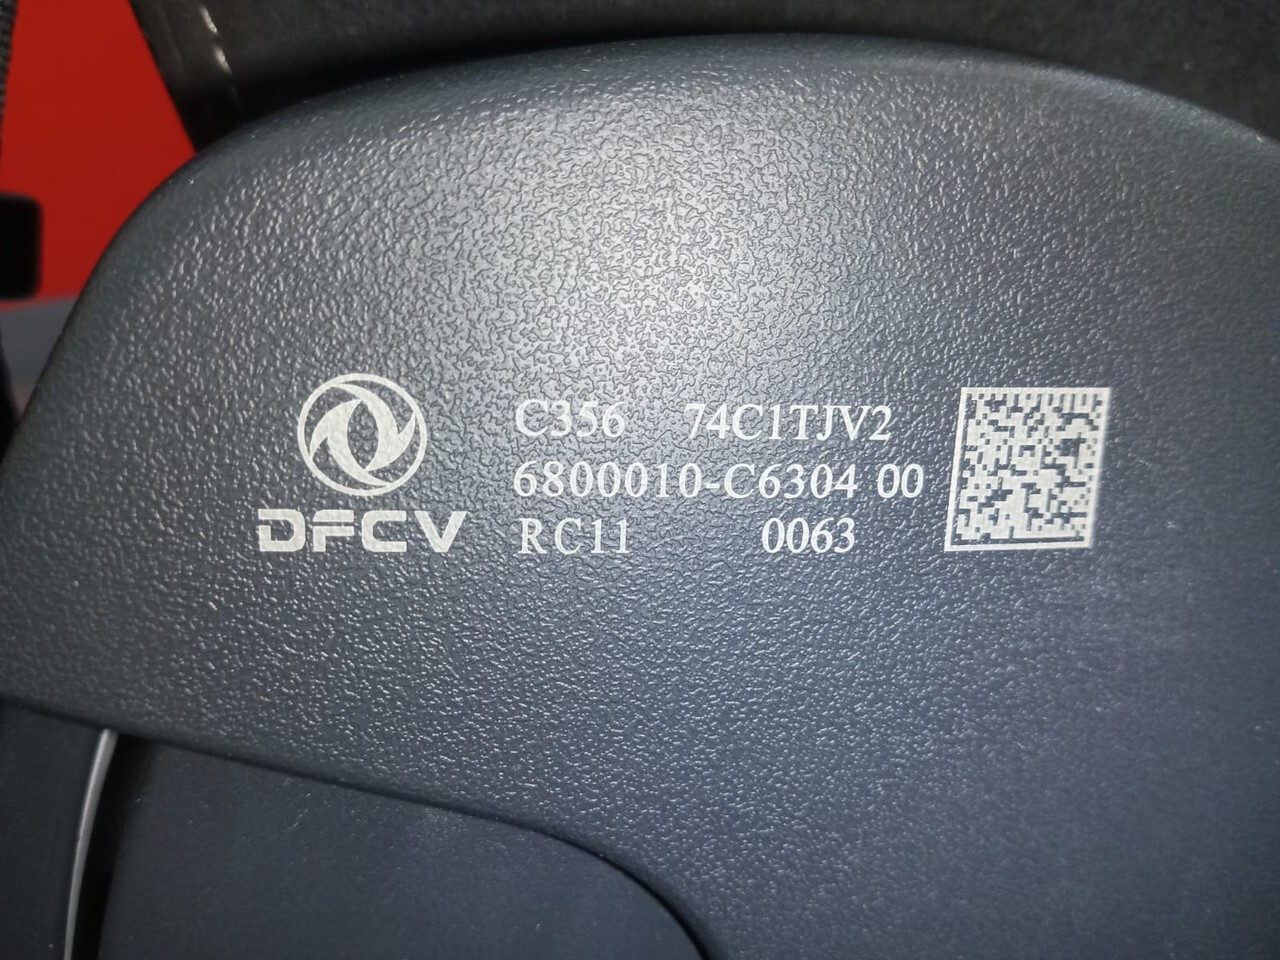 DFCV
C356 74C1TJV2
6800010-C6304 00
RC11 0063